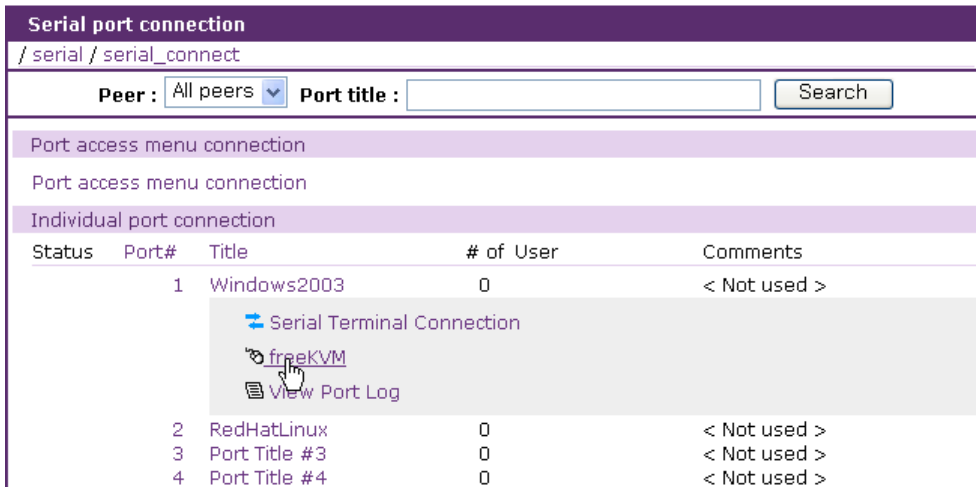 Serial port connection
/ serial / serial_connect
Peer : All peers Port title : Search
Port access menu connection
Port access menu connection
Individual port connection
Status Port# Title # of User Comments
1 Windows2003 0 < Not used >
Serial Terminal Connection
freeKVM
View Port Log
2 RedHatLinux 0 < Not used >
3 Port Title #3 0 < Not used >
4 Port Title #4 0 < Not used >